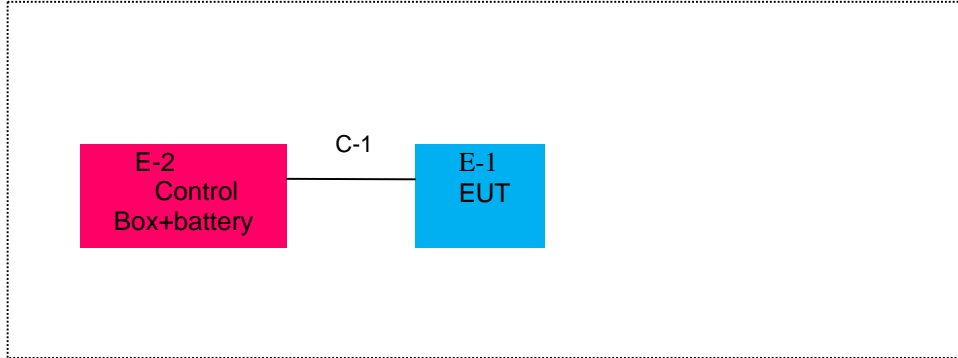 C-1
E-2
Control
Box+battery
E-1
EUT